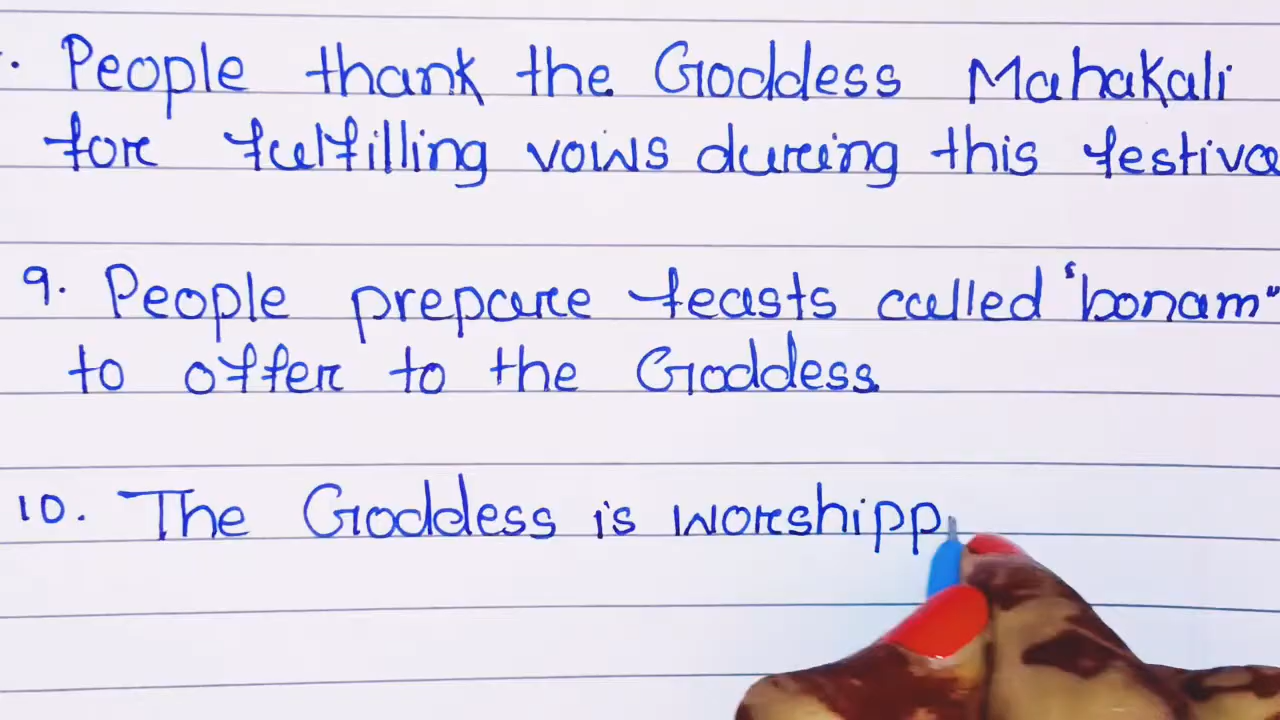 . People thank the Goddess Mahakali
for fulfilling vows during this festiva
9. People prepare feasts called "bonam"
to offer to the Goddess.
10. The Goddess is worshipp